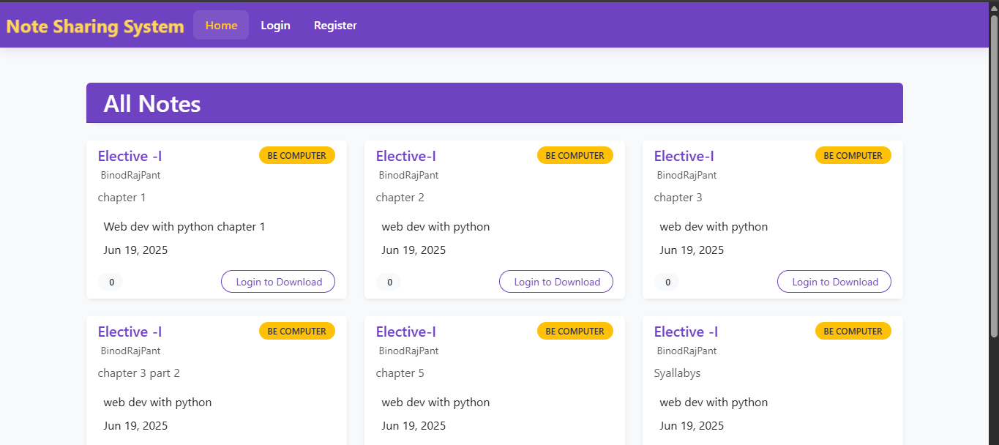 Note Sharing System Home Login Register
All Notes
Elective -I BE COMPUTER
BinodRajPant
chapter 1
Web dev with python chapter 1
Jun 19, 2025
0 Login to Download
Elective-I BE COMPUTER
BinodRajPant
chapter 2
web dev with python
Jun 19, 2025
0 Login to Download
Elective-I BE COMPUTER
BinodRajPant
chapter 3
web dev with python
Jun 19, 2025
0 Login to Download
Elective -I BE COMPUTER
BinodRajPant
chapter 3 part 2
web dev with python
Jun 19, 2025
Elective-I BE COMPUTER
BinodRajPant
chapter 5
web dev with python
Jun 19, 2025
Elective -I BE COMPUTER
BinodRajPant
Syallabys
web dev with python
Jun 19, 2025